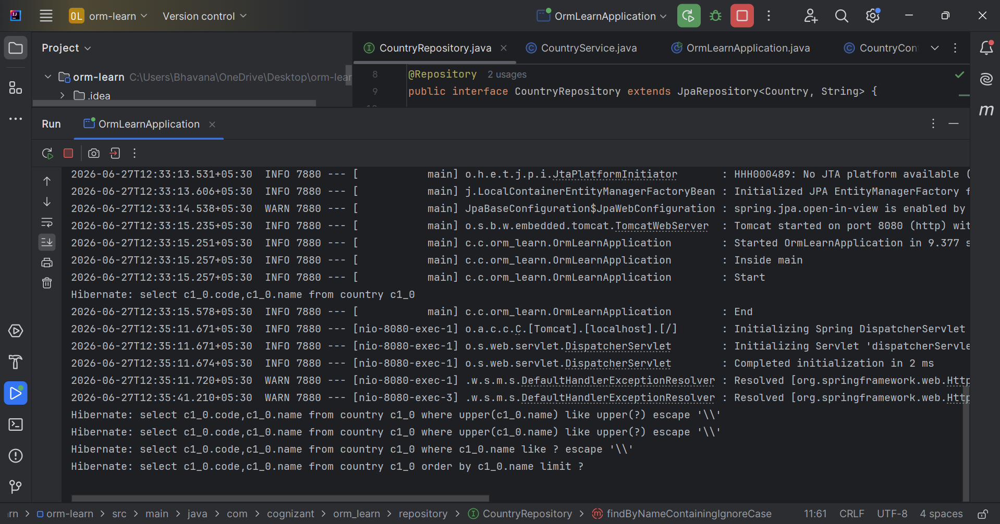 OL orm-learn Version control OrmLearnApplication
Project
CountryRepository.java CountryService.java OrmLearnApplication.java CountryCon
orm-learn C:\Users\Bhavana\OneDrive\Desktop\orm-lear
.idea
8 @Repository 2 usages
9 public interface CountryRepository extends JpaRepository<Country, String> {
Run OrmLearnApplication
2026-06-27T12:33:13.531+05:30  INFO 7880 --- [           main] o.h.e.t.j.p.i.JtaPlatformInitiator       : HHH000489: No JTA platform available (
2026-06-27T12:33:13.606+05:30  INFO 7880 --- [           main] j.LocalContainerEntityManagerFactoryBean : Initialized JPA EntityManagerFactory f
2026-06-27T12:33:14.538+05:30  WARN 7880 --- [           main] JpaBaseConfiguration$JpaWebConfiguration : spring.jpa.open-in-view is enabled by
2026-06-27T12:33:15.235+05:30  INFO 7880 --- [           main] o.s.b.w.embedded.tomcat.TomcatWebServer  : Tomcat started on port 8080 (http) wit
2026-06-27T12:33:15.251+05:30  INFO 7880 --- [           main] c.c.orm_learn.OrmLearnApplication        : Started OrmLearnApplication in 9.377 s
2026-06-27T12:33:15.257+05:30  INFO 7880 --- [           main] c.c.orm_learn.OrmLearnApplication        : Inside main
2026-06-27T12:33:15.257+05:30  INFO 7880 --- [           main] c.c.orm_learn.OrmLearnApplication        : Start
Hibernate: select c1_0.code,c1_0.name from country c1_0
2026-06-27T12:33:15.578+05:30  INFO 7880 --- [           main] c.c.orm_learn.OrmLearnApplication        : End
2026-06-27T12:35:11.671+05:30  INFO 7880 --- [nio-8080-exec-1] o.a.c.c.C.[Tomcat].[localhost].[/]       : Initializing Spring DispatcherServlet
2026-06-27T12:35:11.671+05:30  INFO 7880 --- [nio-8080-exec-1] o.s.web.servlet.DispatcherServlet        : Initializing Servlet 'dispatcherServle
2026-06-27T12:35:11.674+05:30  INFO 7880 --- [nio-8080-exec-1] o.s.web.servlet.DispatcherServlet        : Completed initialization in 2 ms
2026-06-27T12:35:11.720+05:30  WARN 7880 --- [nio-8080-exec-1] .w.s.m.s.DefaultHandlerExceptionResolver : Resolved [org.springframework.web.Http
2026-06-27T12:35:41.210+05:30  WARN 7880 --- [nio-8080-exec-3] .w.s.m.s.DefaultHandlerExceptionResolver : Resolved [org.springframework.web.Http
Hibernate: select c1_0.code,c1_0.name from country c1_0 where upper(c1_0.name) like upper(?) escape '\\'
Hibernate: select c1_0.code,c1_0.name from country c1_0 where upper(c1_0.name) like upper(?) escape '\\'
Hibernate: select c1_0.code,c1_0.name from country c1_0 where c1_0.name like ? escape '\\'
Hibernate: select c1_0.code,c1_0.name from country c1_0 order by c1_0.name limit ?
rn > orm-learn > src > main > java > com > cognizant > orm_learn > repository > CountryRepository > findByNameContainingIgnoreCase 11:61 CRLF UTF-8 4 spaces